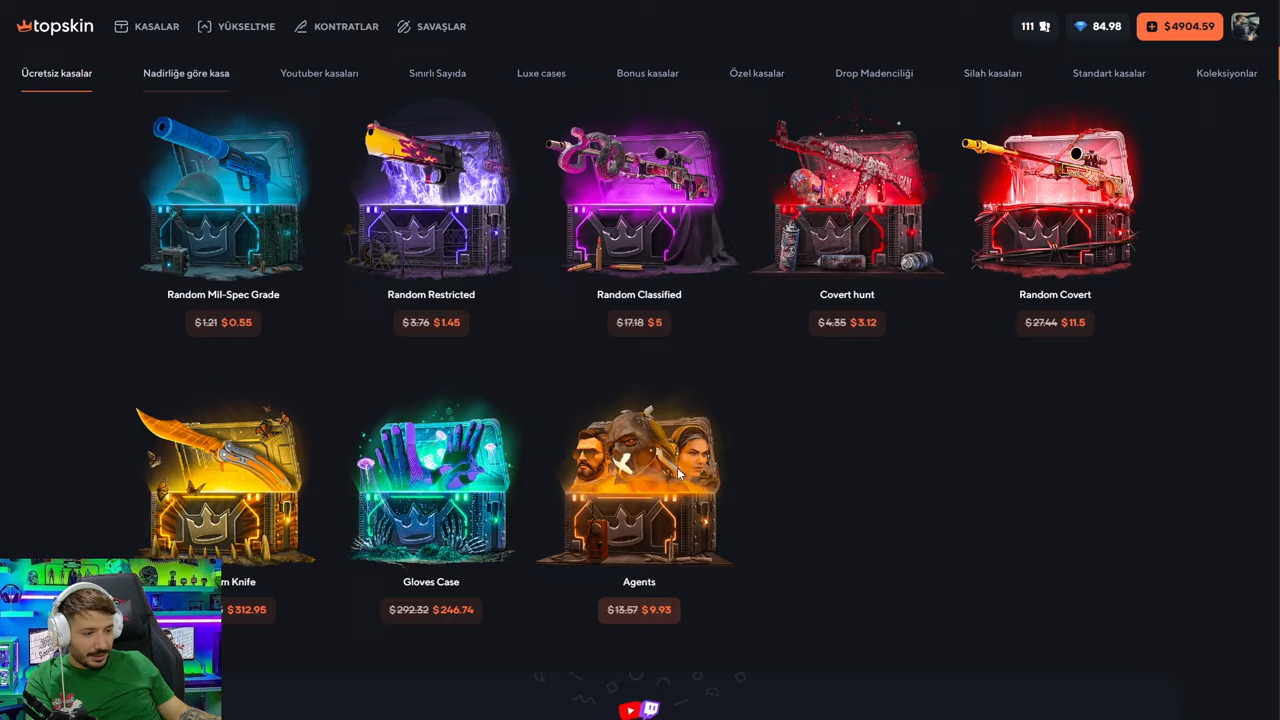 topskin
KASALAR
YÜKSELTME
KONTRATLAR
SAVAŞLAR
111
84.98
$4904.59
Ücretsiz kasalar
Nadirliğe göre kasa
Youtuber kasaları
Sınırlı Sayıda
Luxe cases
Bonus kasalar
Özel kasalar
Drop Madenciliği
Silah kasaları
Standart kasalar
Koleksiyonlar
Random Mil-Spec Grade
Random Restricted
Random Classified
Covert hunt
Random Covert
$1.21 $0.55
$3.76 $1.45
$17.18 $5
$4.35 $3.12
$27.44 $11.5
m Knife
Gloves Case
Agents
$312.95
$292.32 $246.74
$13.57 $9.93